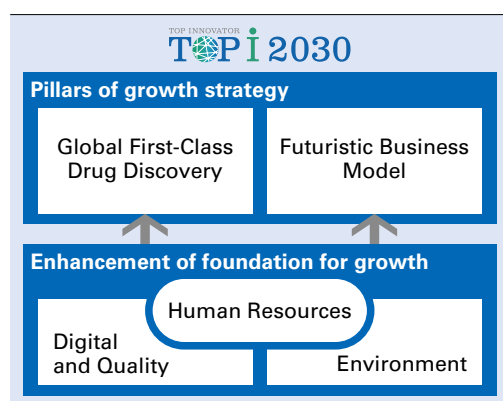 TOP INNOVATOR
TOP i 2030
Pillars of growth strategy
Global First-Class
Drug Discovery
Futuristic Business
Model
Enhancement of foundation for growth
Human Resources
Digital
and Quality
Environment